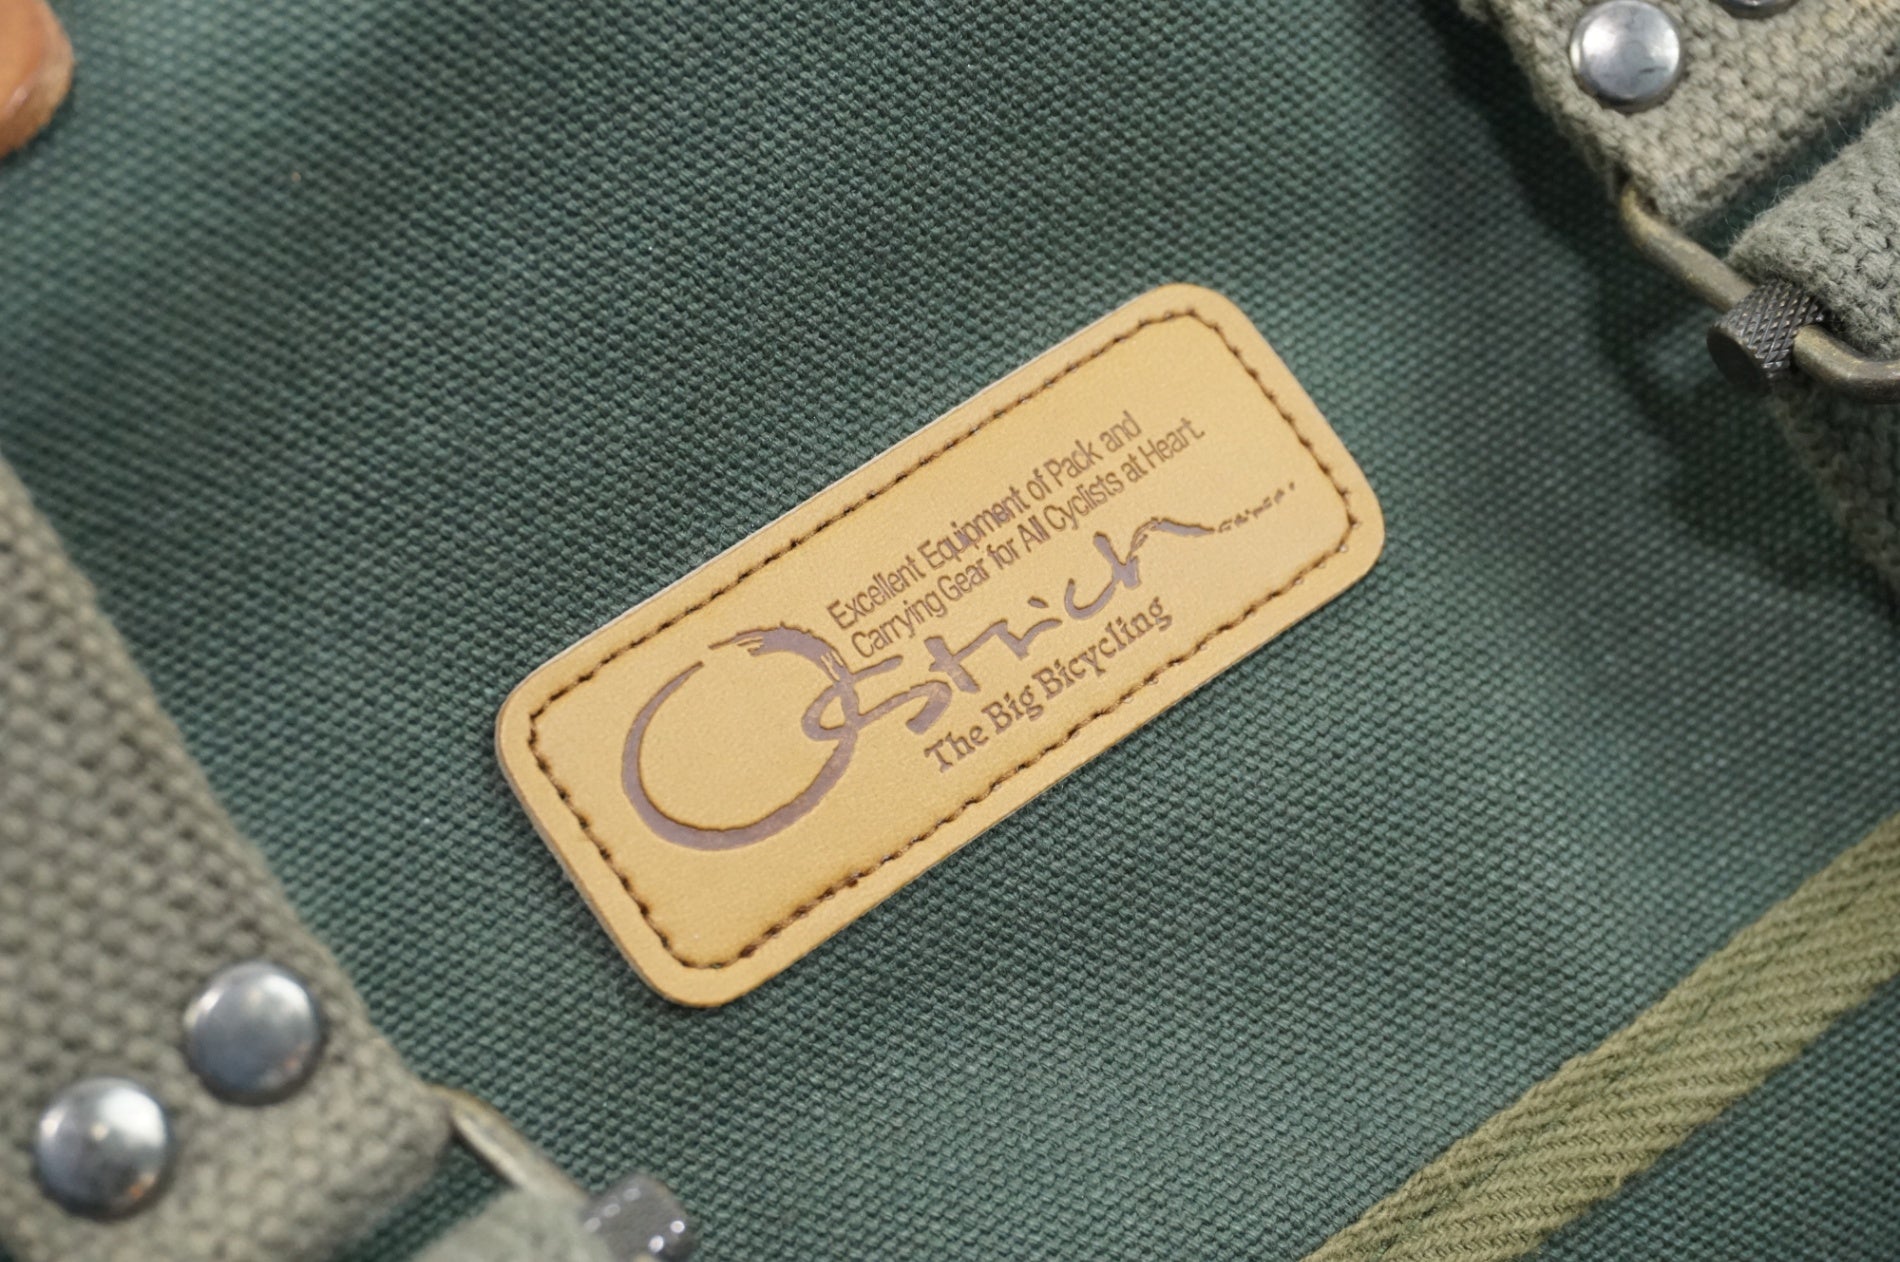 Excellent Equipment of Pack and
Carrying Gear for All Cyclists at Heart.
Ostrich
The Big Bicycling